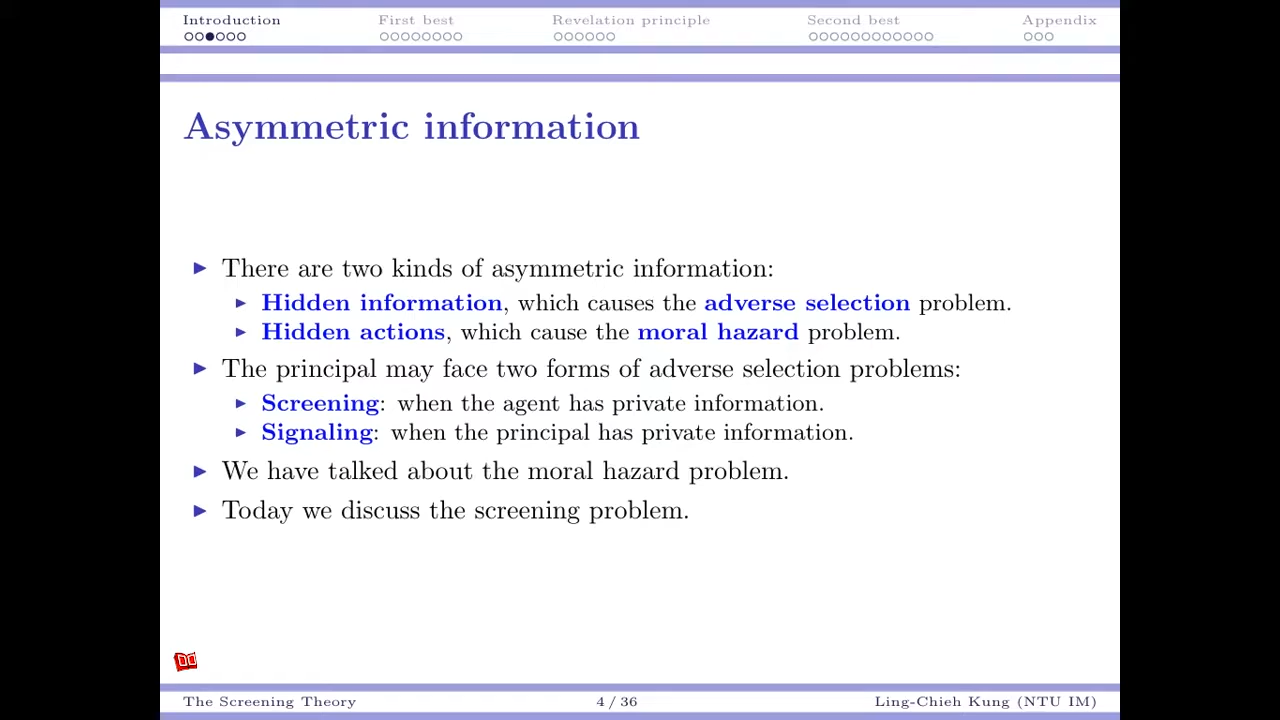 Introduction First best Revelation principle Second best Appendix
Asymmetric information
There are two kinds of asymmetric information:
Hidden information, which causes the adverse selection problem.
Hidden actions, which cause the moral hazard problem.
The principal may face two forms of adverse selection problems:
Screening: when the agent has private information.
Signaling: when the principal has private information.
We have talked about the moral hazard problem.
Today we discuss the screening problem.
The Screening Theory 4 / 36 Ling-Chieh Kung (NTU IM)